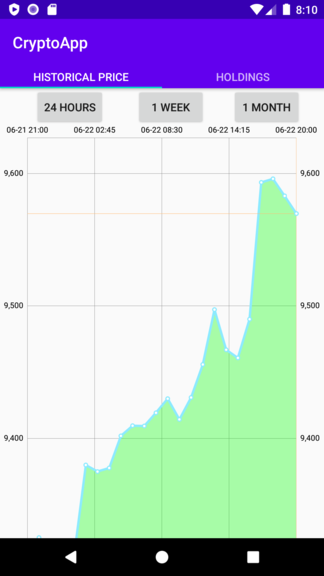 8:10
CryptoApp
HISTORICAL PRICE HOLDINGS
24 HOURS 1 WEEK 1 MONTH
06-21 21:00 06-22 02:45 06-22 08:30 06-22 14:15 06-22 20:00
9,600 9,600
9,500 9,500
9,400 9,400